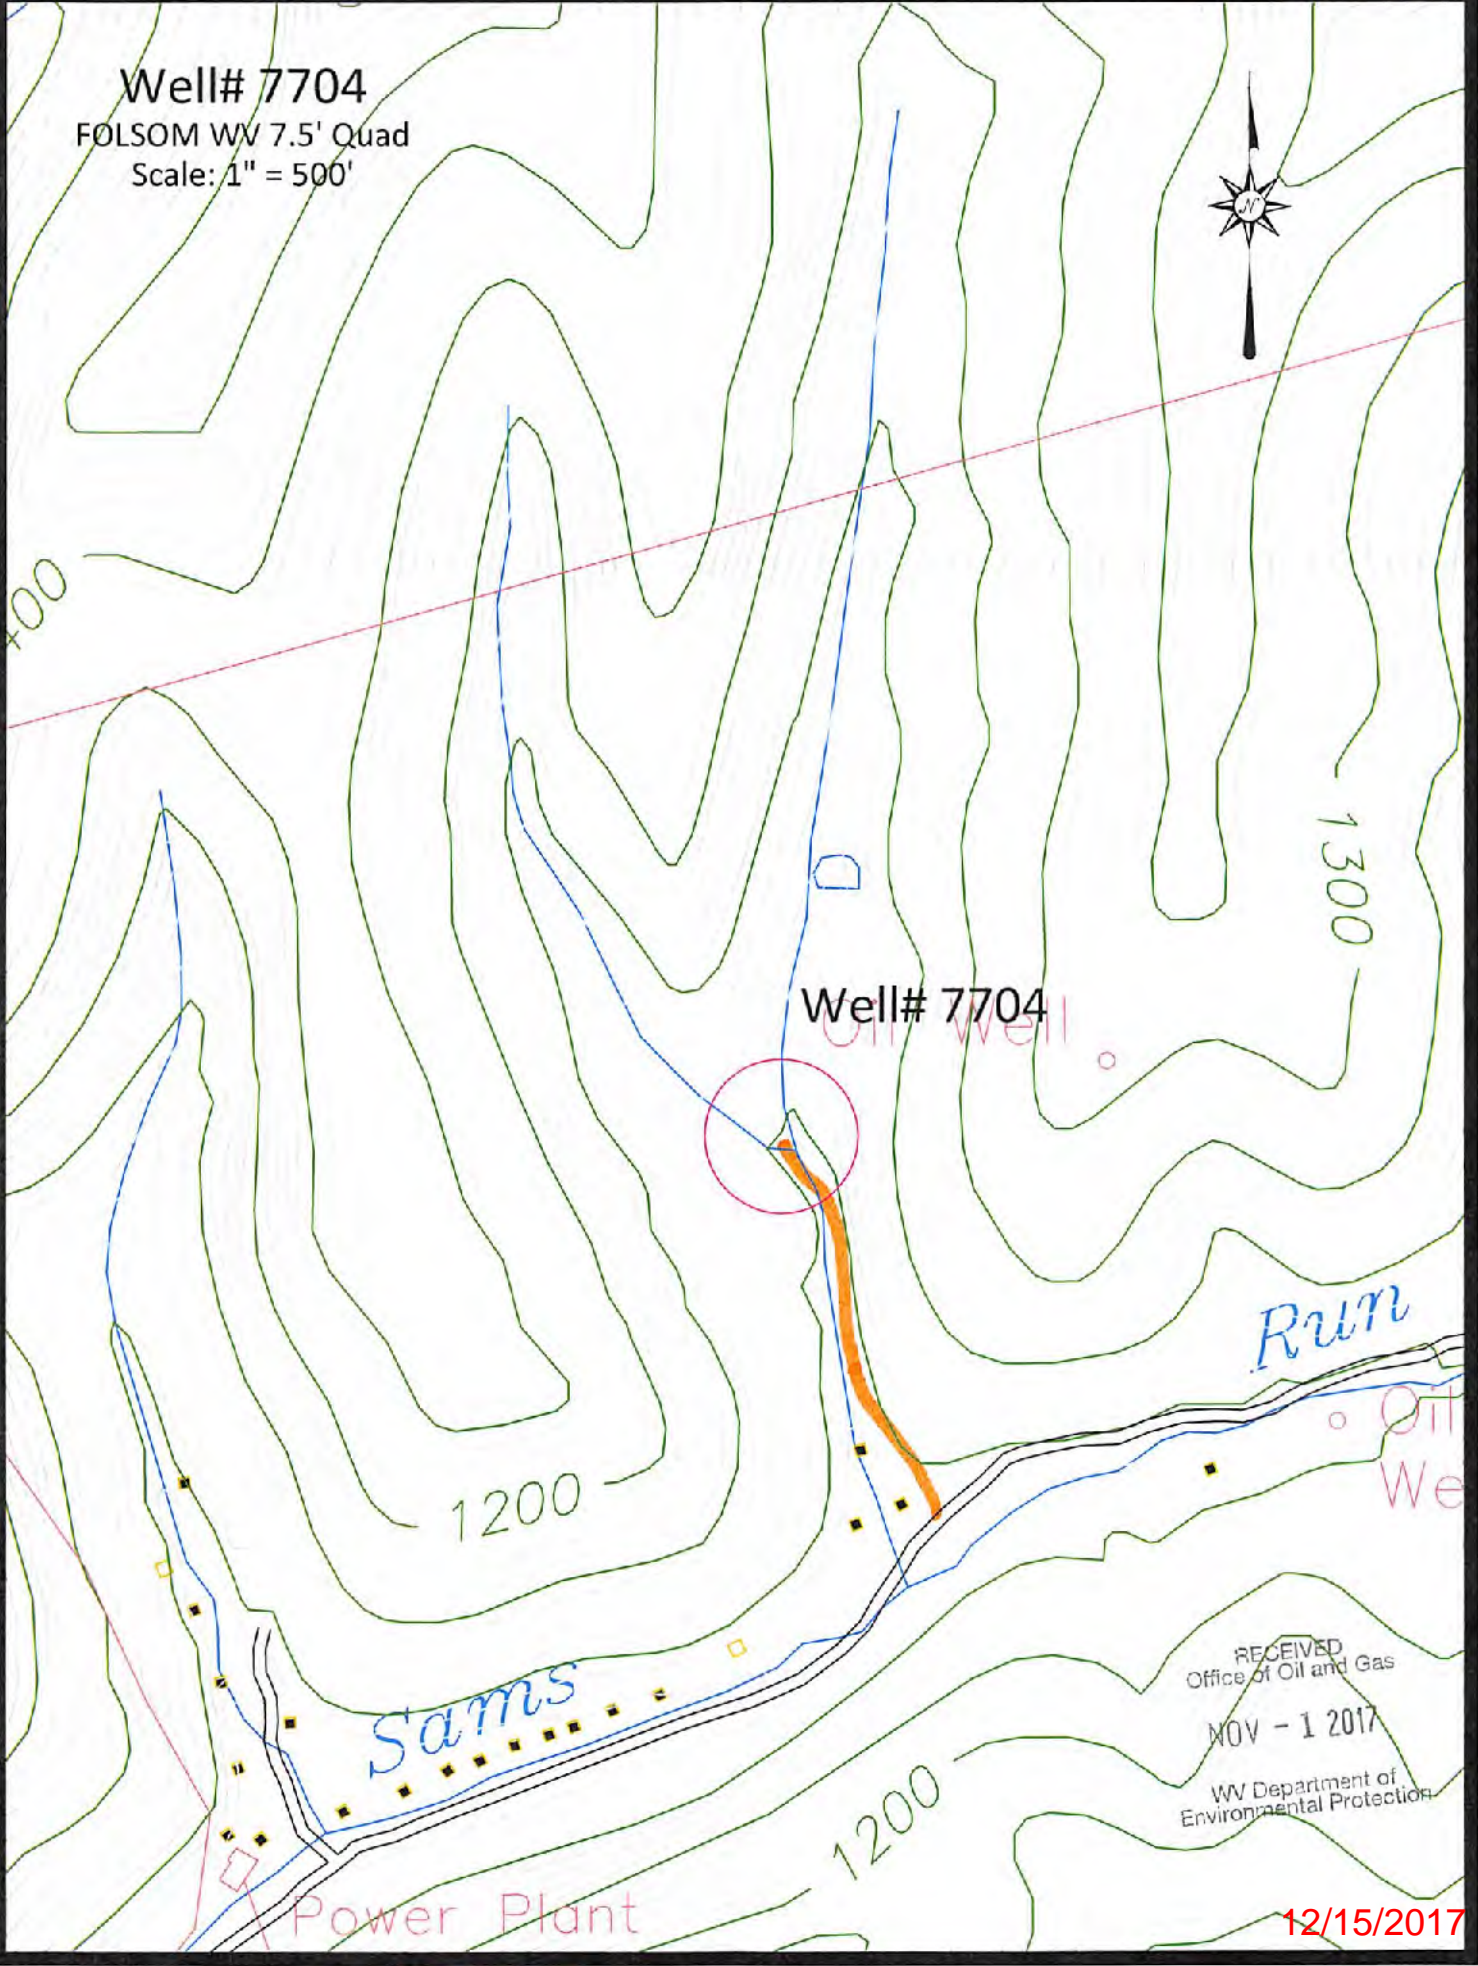 Well# 7704
FOLSOM WV 7.5' Quad
Scale: 1" = 500'
N
1300
Well# 7704
Oil Well
Run
Oil
1200
Sams
RECEIVED
Office of Oil and Gas
NOV - 1 2017
WV Department of
Environmental Protection
1200
Power Plant
12/15/2017